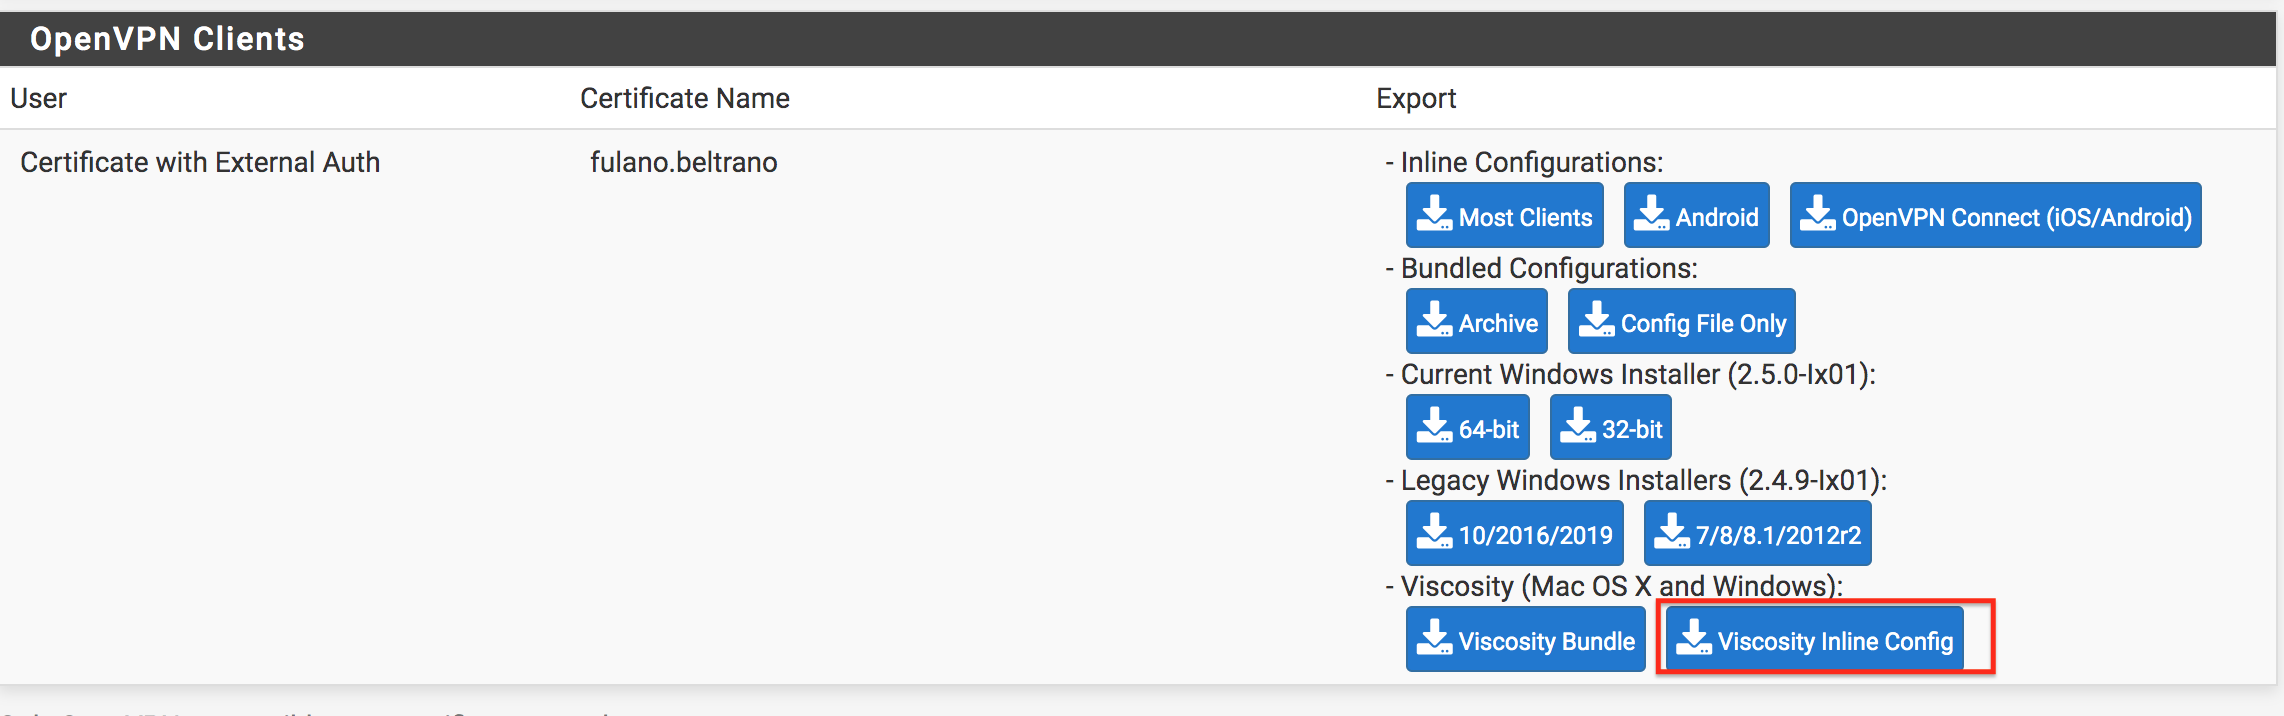 OpenVPN Clients
User Certificate Name Export
Certificate with External Auth fulano.beltrano - Inline Configurations:
Most Clients Android OpenVPN Connect (iOS/Android)
- Bundled Configurations:
Archive Config File Only
- Current Windows Installer (2.5.0-Ix01):
64-bit 32-bit
- Legacy Windows Installers (2.4.9-Ix01):
10/2016/2019 7/8/8.1/2012r2
- Viscosity (Mac OS X and Windows):
Viscosity Bundle Viscosity Inline Config